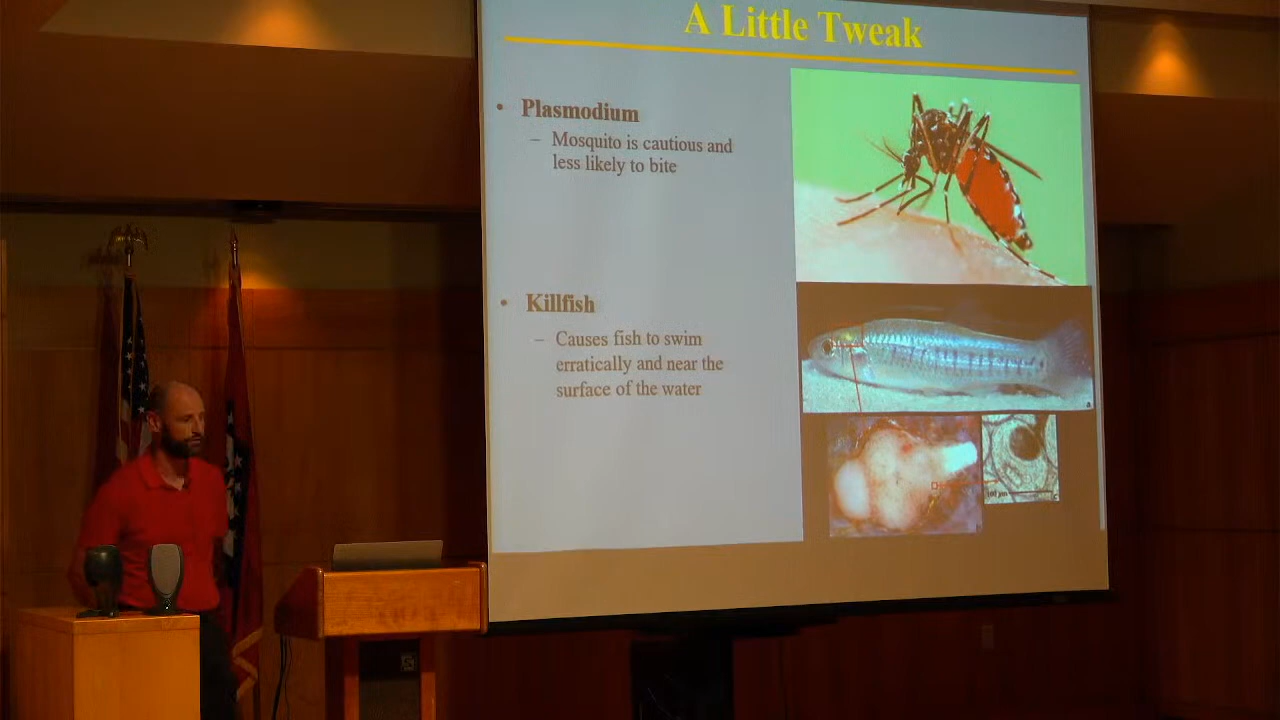 A Little Tweak
• Plasmodium
– Mosquito is cautious and
less likely to bite
• Killfish
– Causes fish to swim
erratically and near the
surface of the water